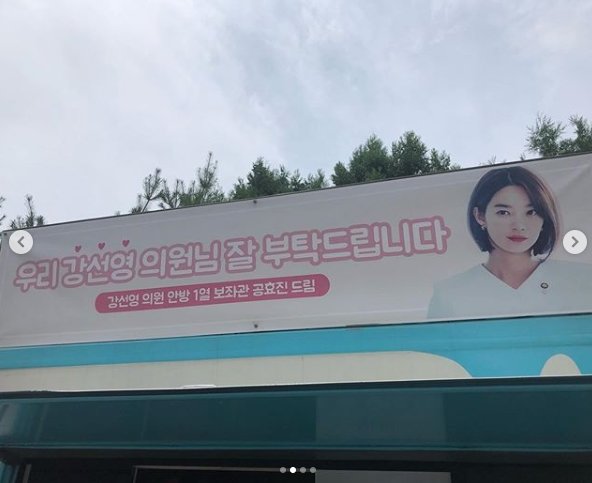 우리 강선영 의원님 잘 부탁드립니다
강선영 의원 안방 1열 보좌관 공효진 드림